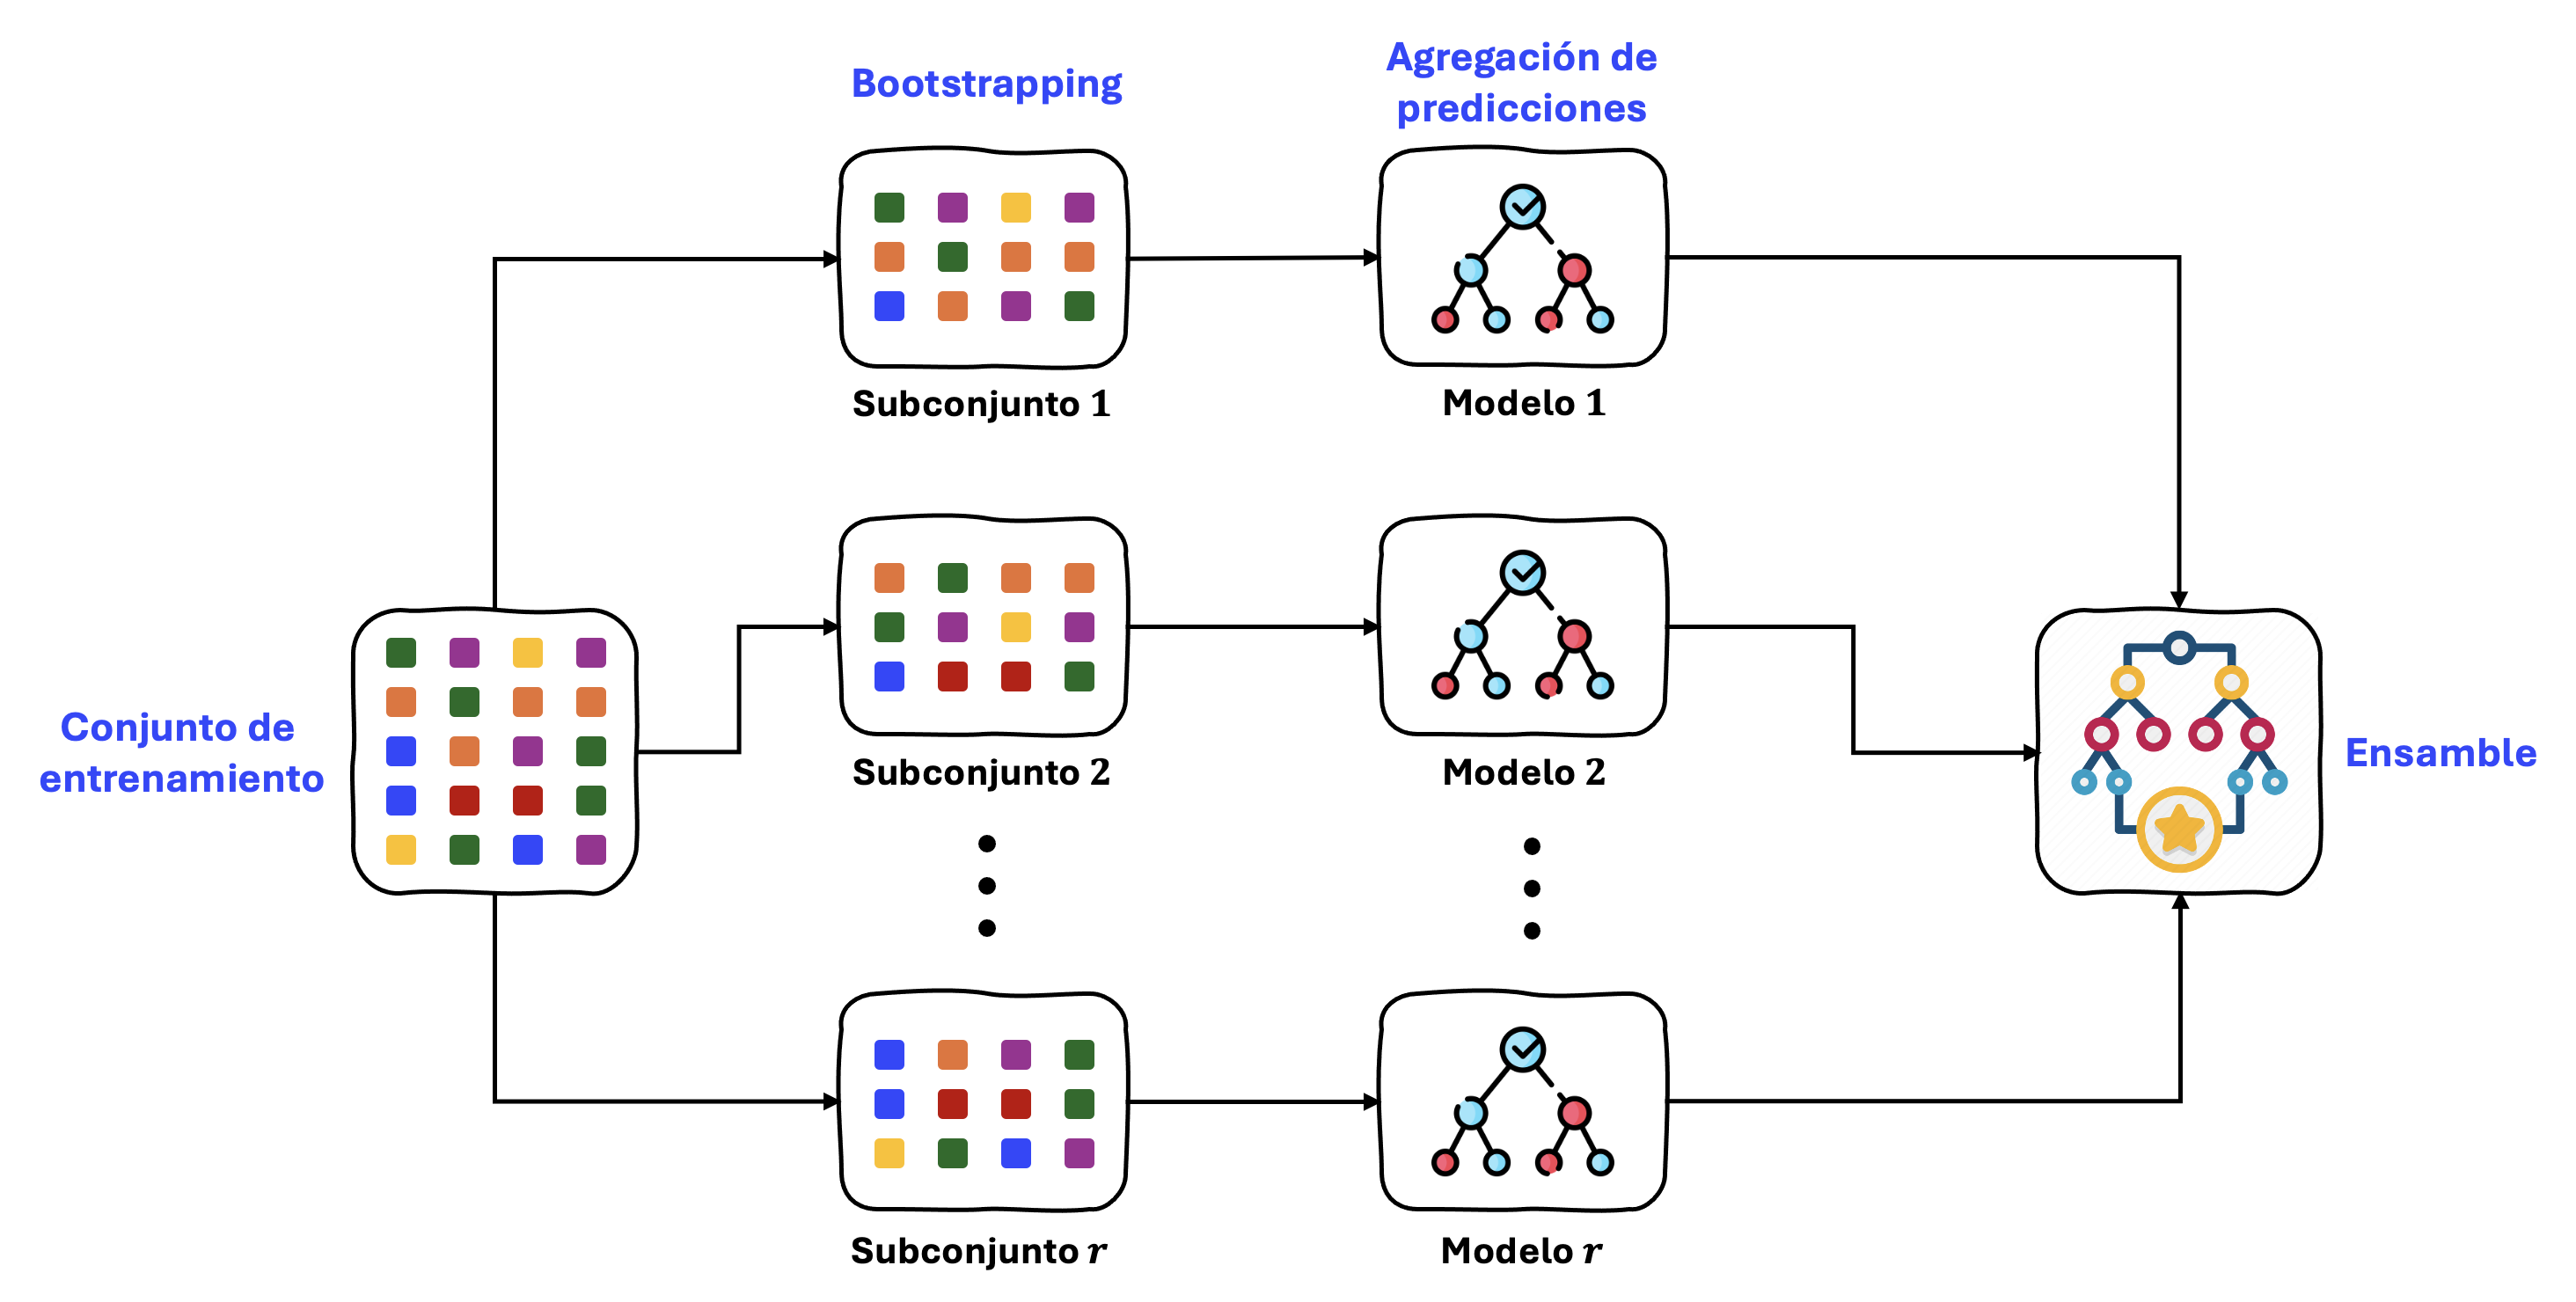 Bootstrapping
Agregación de
predicciones
Subconjunto 1
Modelo 1
Conjunto de
entrenamiento
Subconjunto 2
Modelo 2
Ensamble
Subconjunto r
Modelo r